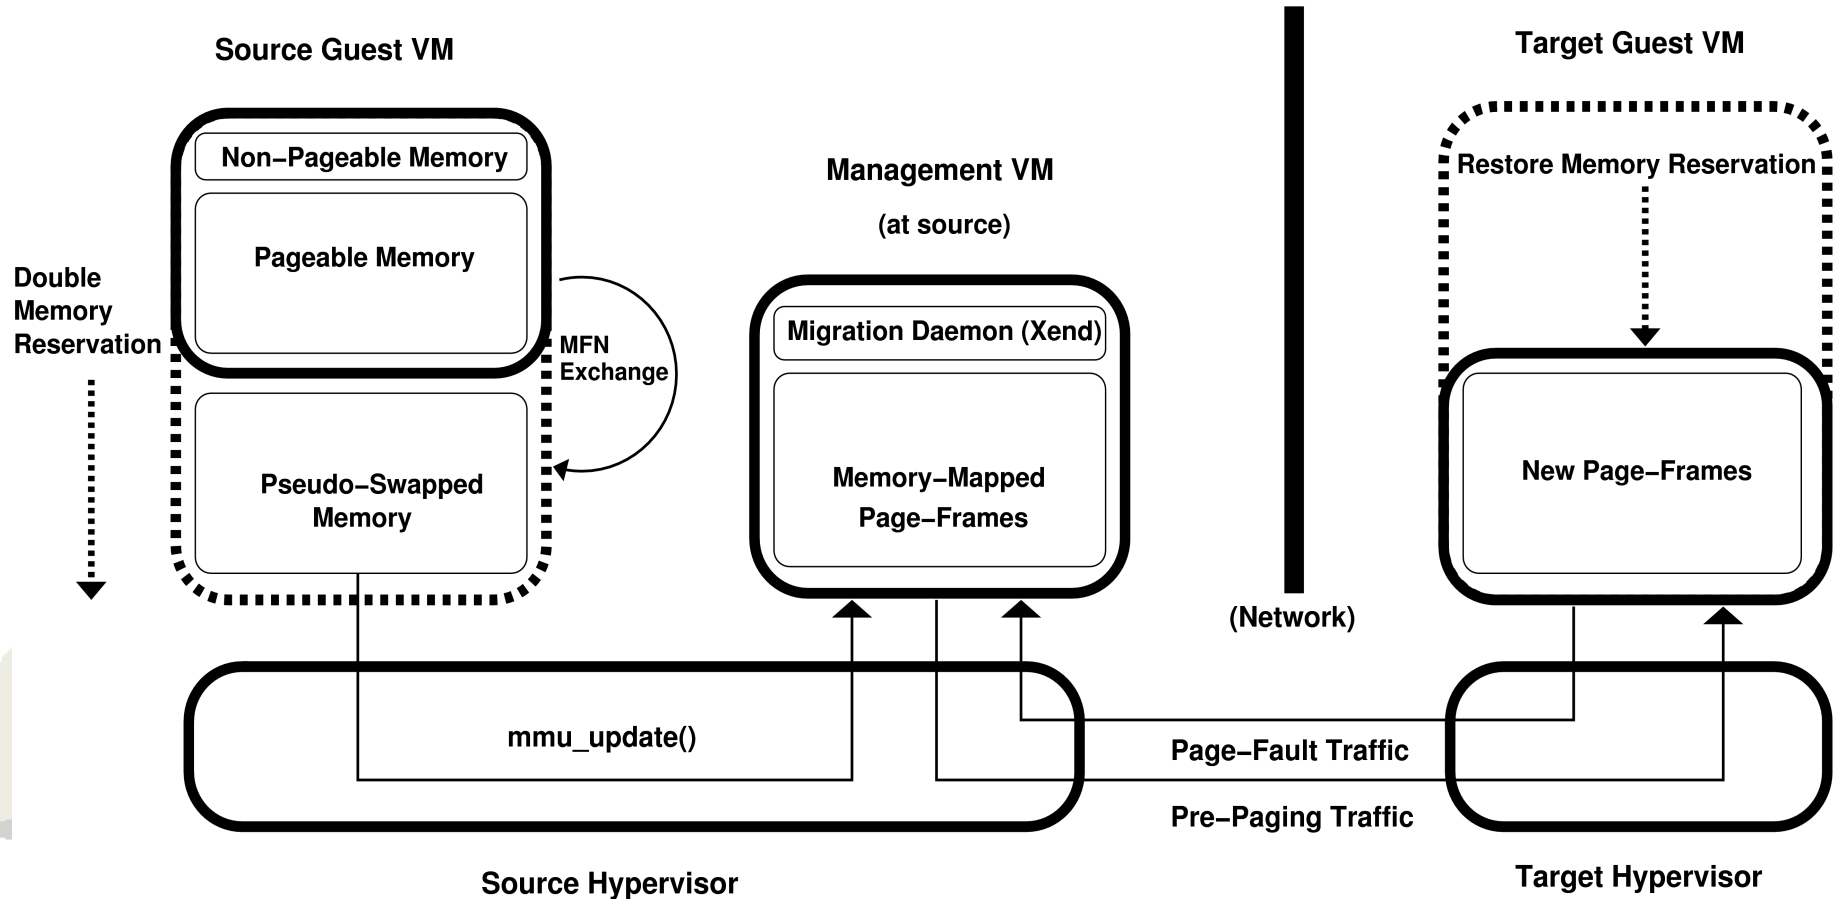 Source Guest VM
Non–Pageable Memory
Pageable Memory
Double
Memory
Reservation
MFN
Exchange
Pseudo–Swapped
Memory
Management VM
(at source)
Migration Daemon (Xend)
Memory–Mapped
Page–Frames
(Network)
Target Guest VM
Restore Memory Reservation
New Page–Frames
mmu_update()
Page–Fault Traffic
Pre–Paging Traffic
Source Hypervisor
Target Hypervisor